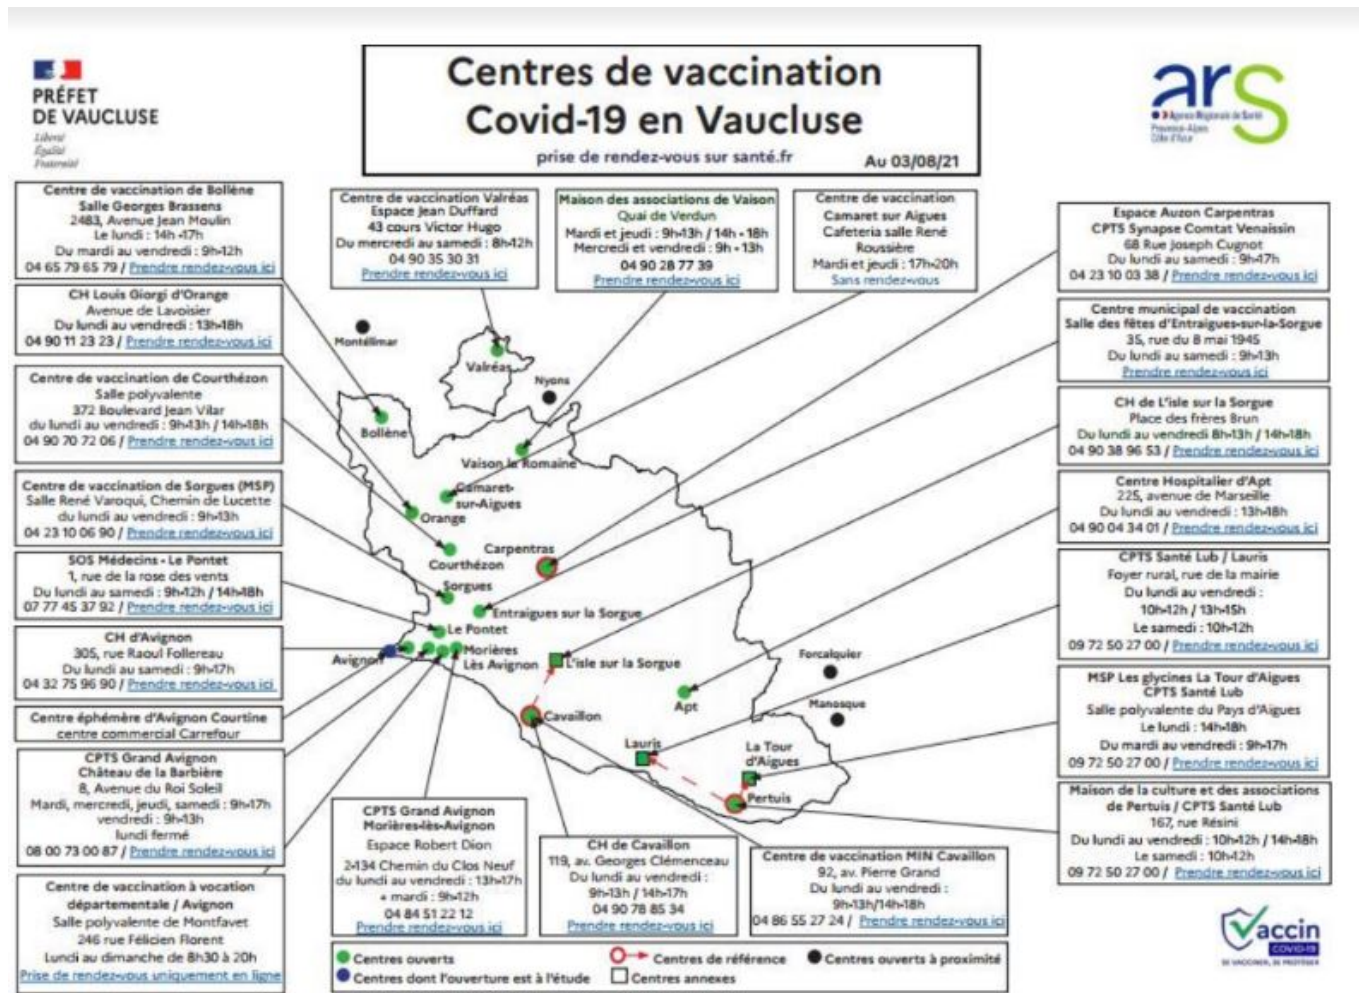 PRÉFET
DE VAUCLUSE
Liberté
Égalité
Fraternité
Centres de vaccination
Covid-19 en Vaucluse
prise de rendez-vous sur santé.fr
Au 03/08/21
ars
Agence Régionale de Santé
Provence-Alpes
Côte d'Azur
Centre de vaccination de Bollène
Salle Georges Brassens
2483, Avenue Jean Moulin
Le lundi : 14h -17h
Du mardi au vendredi : 9h-12h
04 65 79 65 79 / Prendre rendez-vous ici
CH Louis Giorgi d'Orange
Avenue de Lavoisier
Du lundi au vendredi : 13h-18h
04 90 11 23 23 / Prendre rendez-vous ici
Centre de vaccination de Courthézon
Salle polyvalente
372 Boulevard Jean Vilar
du lundi au vendredi : 9h-13h / 14h-18h
04 90 70 72 06 / Prendre rendez-vous ici
Centre de vaccination de Sorgues (MSP)
Salle René Varoqui, Chemin de Lucette
du lundi au vendredi : 9h-13h
04 23 10 06 90 / Prendre rendez-vous ici
SOS Médecins - Le Pontet
1, rue de la rose des vents
Du lundi au samedi : 9h-12h / 14h-18h
07 77 45 37 92 / Prendre rendez-vous ici
CH d'Avignon
305, rue Raoul Follereau
Du lundi au samedi : 9h-17h
04 32 75 96 90 / Prendre rendez-vous ici
Centre éphémère d'Avignon Courtine
centre commercial Carrefour
CPTS Grand Avignon
Château de la Barbière
8, Avenue du Roi Soleil
Mardi, mercredi, jeudi, samedi : 9h-17h
vendredi : 9h-13h
lundi fermé
08 00 73 00 87 / Prendre rendez-vous ici
Centre de vaccination à vocation
départementale / Avignon
Salle polyvalente de Montfavet
246 rue Félicien Florent
Lundi au dimanche de 8h30 à 20h
Prise de rendez-vous uniquement en ligne
Centre de vaccination Valréas
Espace Jean Duffard
43 cours Victor Hugo
Du mercredi au samedi : 8h-12h
04 90 35 30 31
Prendre rendez-vous ici
Maison des associations de Vaison
Quai de Verdun
Mardi et jeudi : 9h-13h / 14h - 18h
Mercredi et vendredi : 9h - 13h
04 90 28 77 39
Prendre rendez-vous ici
Centre de vaccination
Camaret sur Aigues
Cafeteria salle René
Roussière
Mardi et jeudi : 17h-20h
Sans rendez-vous
Montélimar
Valréas
Nyons
Bollène
Vaison la Romaine
Camaret-
sur-Aigues
Orange
Carpentras
Courthézon
Sorgues
Entraigues sur la Sorgue
Le Pontet
Morières
Lès Avignon
Avignon
L'isle sur la Sorgue
Forcalquier
Apt
Manosque
Cavaillon
Lauris
La Tour
d'Aigues
Pertuis
CPTS Grand Avignon
Morières-lès-Avignon
Espace Robert Dion
2-134 Chemin du Clos Neuf
du lundi au vendredi : 13h-17h
+ mardi : 9h-12h
04 84 51 22 12
Prendre rendez-vous ici
CH de Cavaillon
119, av. Georges Clémenceau
Du lundi au vendredi :
9h-13h / 14h-17h
04 90 78 85 34
Prendre rendez-vous ici
Centre de vaccination MIN Cavaillon
92, av. Pierre Grand
Du lundi au vendredi :
9h-13h/14h-18h
04 86 55 27 24 / Prendre rendez-vous ici
Espace Auzon Carpentras
CPTS Synapse Comtat Venaissin
68 Rue Joseph Cugnot
Du lundi au samedi : 9h-17h
04 23 10 03 38 / Prendre rendez-vous ici
Centre municipal de vaccination
Salle des fêtes d'Entraigues-sur-la-Sorgue
35, rue du 8 mai 1945
Du lundi au samedi : 9h-13h
Prendre rendez-vous ici
CH de L'isle sur la Sorgue
Place des frères Brun
Du lundi au vendredi 8h-13h / 14h-18h
04 90 38 96 53 / Prendre rendez-vous ici
Centre Hospitalier d'Apt
225, avenue de Marseille
Du lundi au vendredi : 13h-18h
04 90 04 34 01 / Prendre rendez-vous ici
CPTS Santé Lub / Lauris
Foyer rural, rue de la mairie
Du lundi au vendredi :
10h-12h / 13h-15h
Le samedi : 10h-12h
09 72 50 27 00 / Prendre rendez-vous ici
MSP Les glycines La Tour d'Aigues
CPTS Santé Lub
Salle polyvalente du Pays d'Aigues
Le lundi : 14h-18h
Du mardi au vendredi : 9h-17h
09 72 50 27 00 / Prendre rendez-vous ici
Maison de la culture et des associations
de Pertuis / CPTS Santé Lub
167, rue Résini
Du lundi au vendredi : 10h-12h / 14h-18h
Le samedi : 10h-12h
09 72 50 27 00 / Prendre rendez-vous ici
Centres ouverts
Centres de référence
Centres ouverts à proximité
Centres dont l'ouverture est à l'étude
Centres annexes
Vaccin
COVID-19
SE VACCINER, SE PROTÉGER